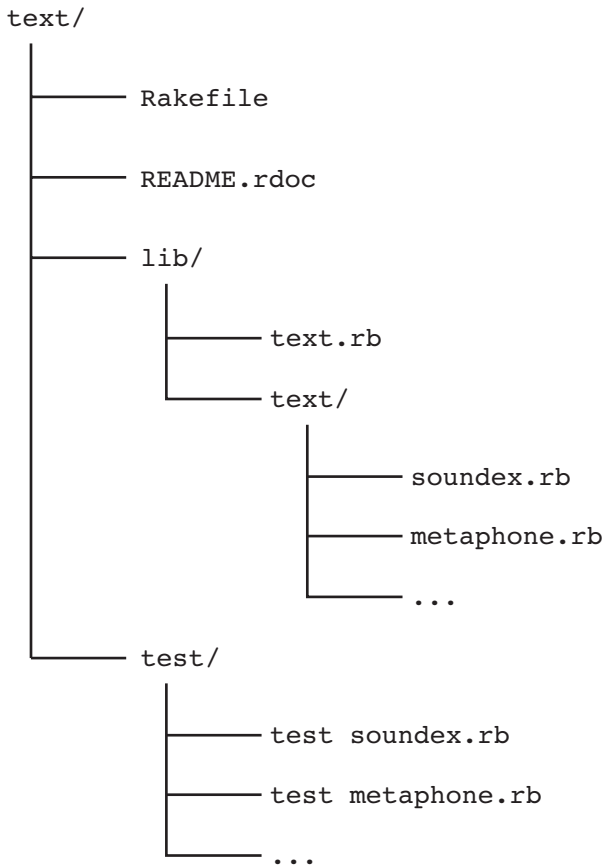 text/
Rakefile
README.rdoc
lib/
text.rb
text/
soundex.rb
metaphone.rb
...
test/
test soundex.rb
test metaphone.rb
...